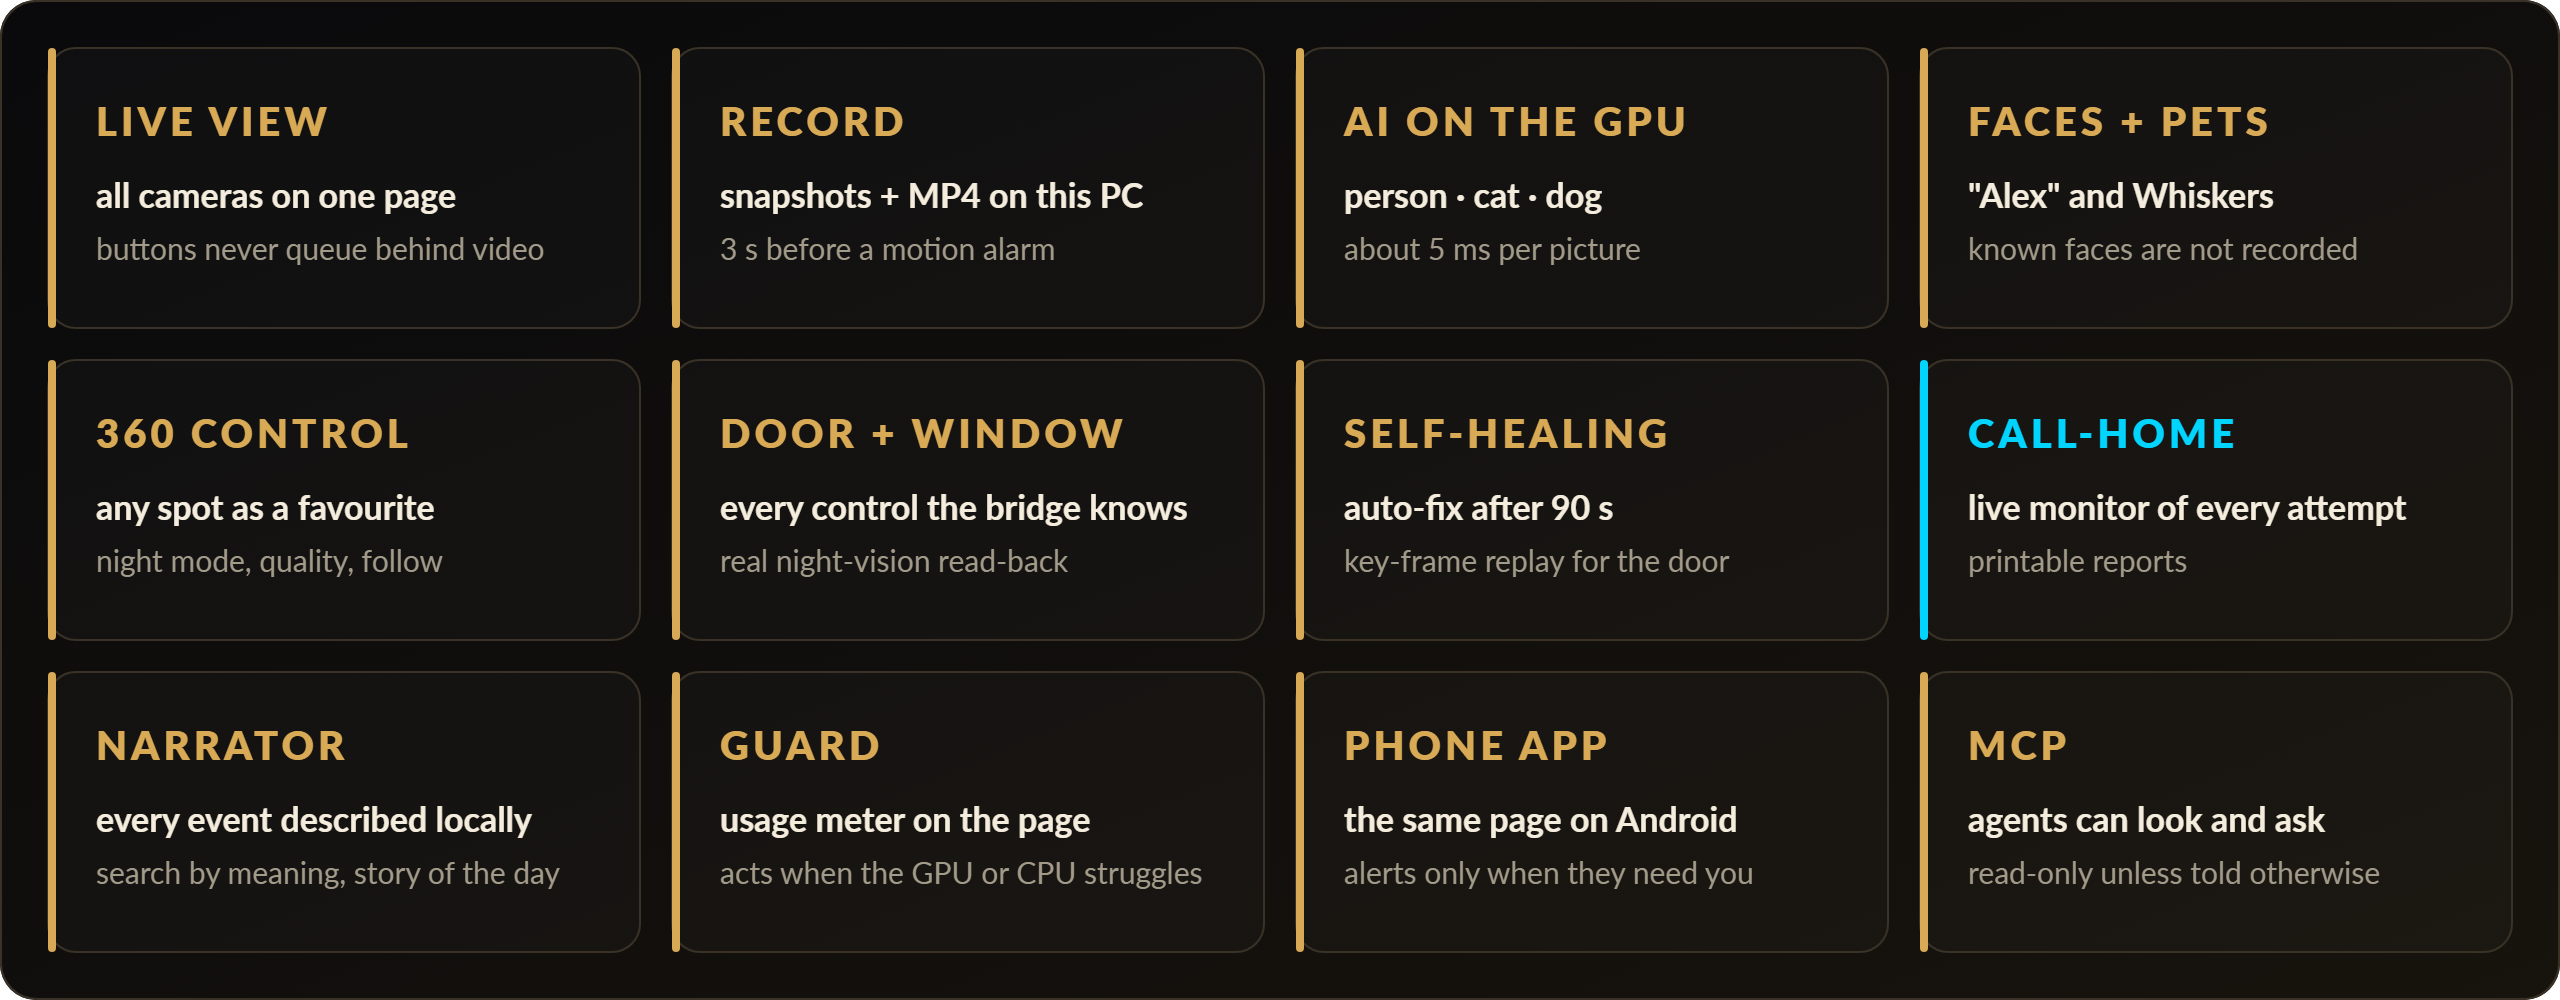 LIVE VIEW
all cameras on one page
buttons never queue behind video
RECORD
snapshots + MP4 on this PC
3 s before a motion alarm
AI ON THE GPU
person · cat · dog
about 5 ms per picture
FACES + PETS
"Alex" and Whiskers
known faces are not recorded
360 CONTROL
any spot as a favourite
night mode, quality, follow
DOOR + WINDOW
every control the bridge knows
real night-vision read-back
SELF-HEALING
auto-fix after 90 s
key-frame replay for the door
CALL-HOME
live monitor of every attempt
printable reports
NARRATOR
every event described locally
search by meaning, story of the day
GUARD
usage meter on the page
acts when the GPU or CPU struggles
PHONE APP
the same page on Android
alerts only when they need you
MCP
agents can look and ask
read-only unless told otherwise